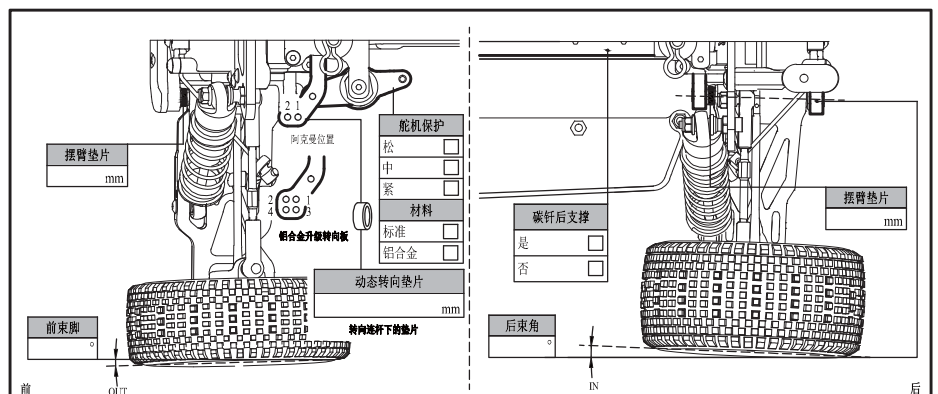 摆臂垫片
mm
2 1
阿克曼位置
2 1
4 3
铝合金升级转向板
舵机保护
松
中
紧
材料
标准
铝合金
动态转向垫片
mm
转向连杆下的垫片
前束脚
°
OUT
前
碳钎后支撑
是
否
摆臂垫片
mm
后束角
°
IN
后